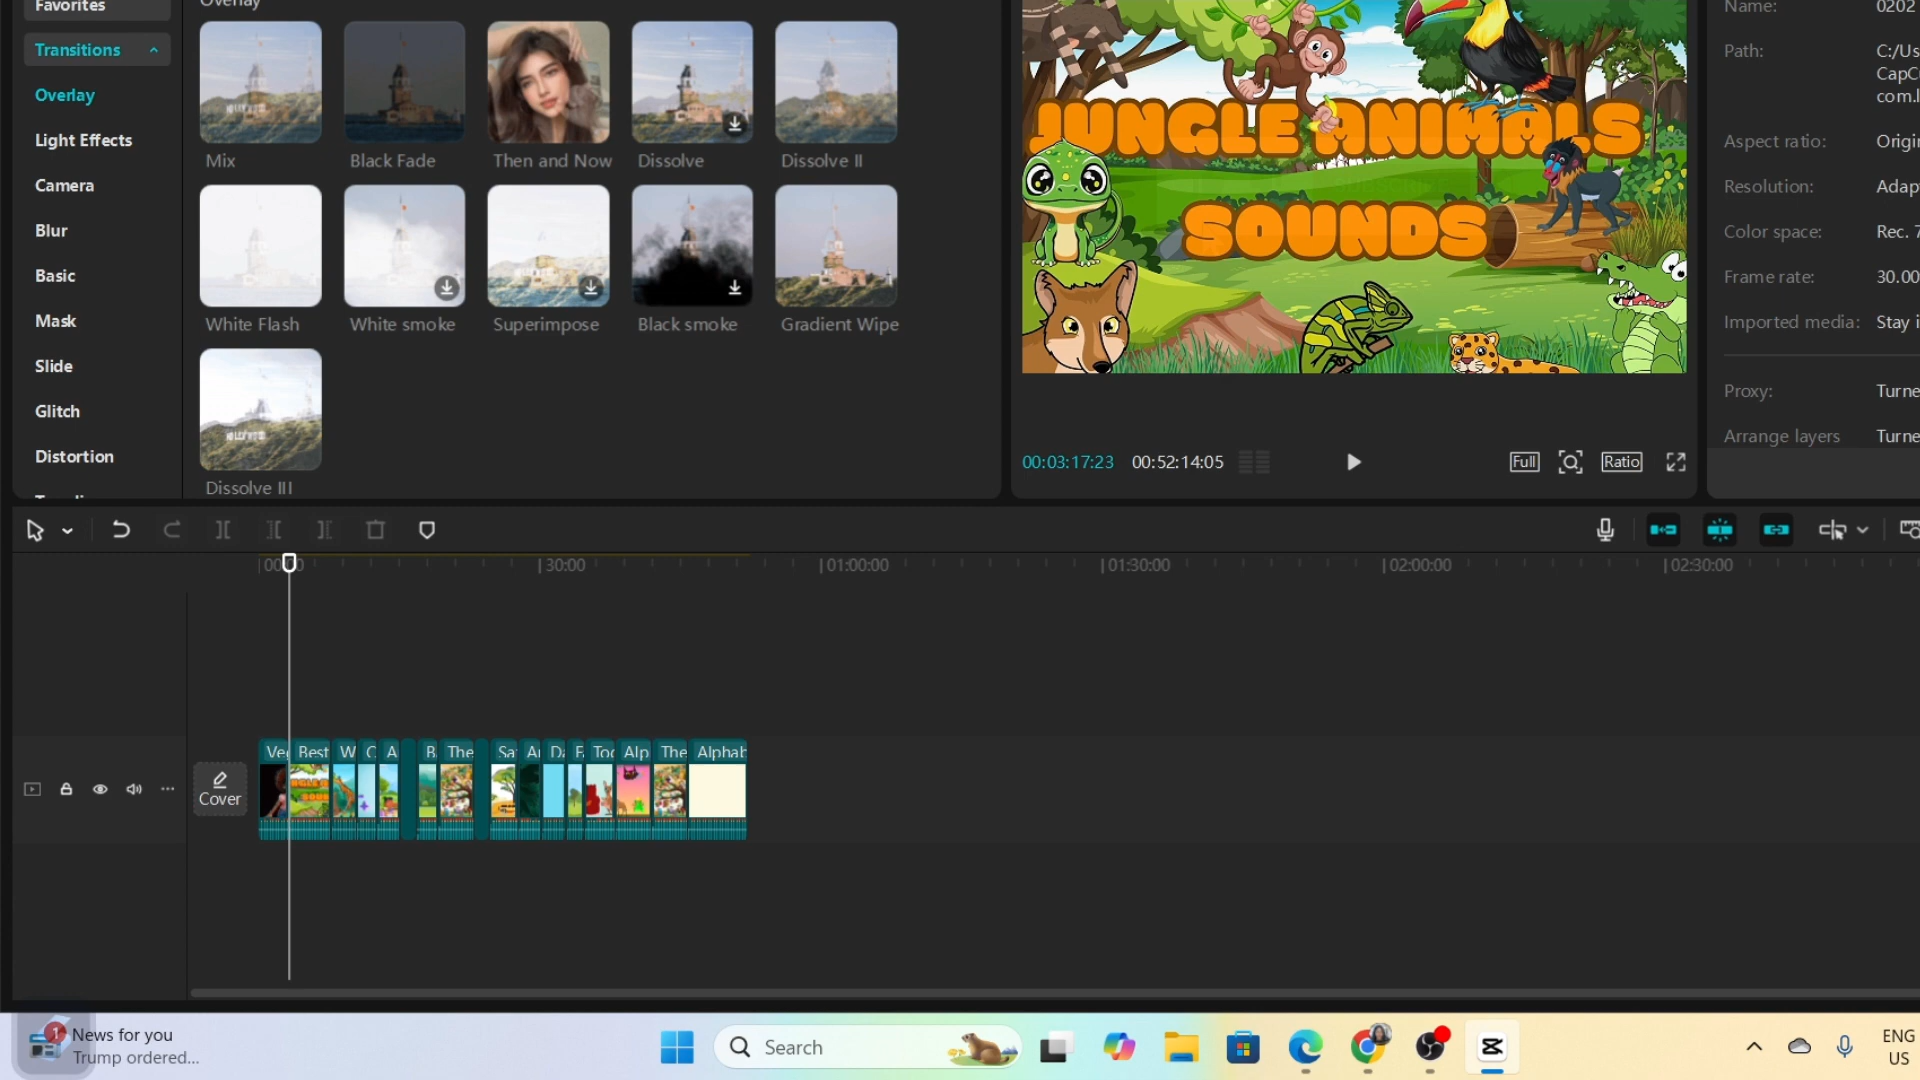 Favorites
Overlay
Transitions
Overlay
Light Effects
Camera
Blur
Basic
Mask
Slide
Glitch
Distortion
Mix
Black Fade
Then and Now
Dissolve
Dissolve II
White Flash
White smoke
Superimpose
Black smoke
Gradient Wipe
Dissolve III
JUNGLE ANIMALS
SOUNDS
00:03:17:23 00:52:14:05
Full
Ratio
Name: 0202
Path: C:/Us
CapCu
com.l
Aspect ratio: Origin
Resolution: Adap
Color space: Rec. 7
Frame rate: 30.00
Imported media: Stay i
Proxy: Turne
Arrange layers Turne
30:00
01:00:00
01:30:00
02:00:00
02:30:00
Cover
Best
W
A
B
The
Sa
Alp
The
Alphab
News for you
Trump ordered...
1
Search
ENG
US